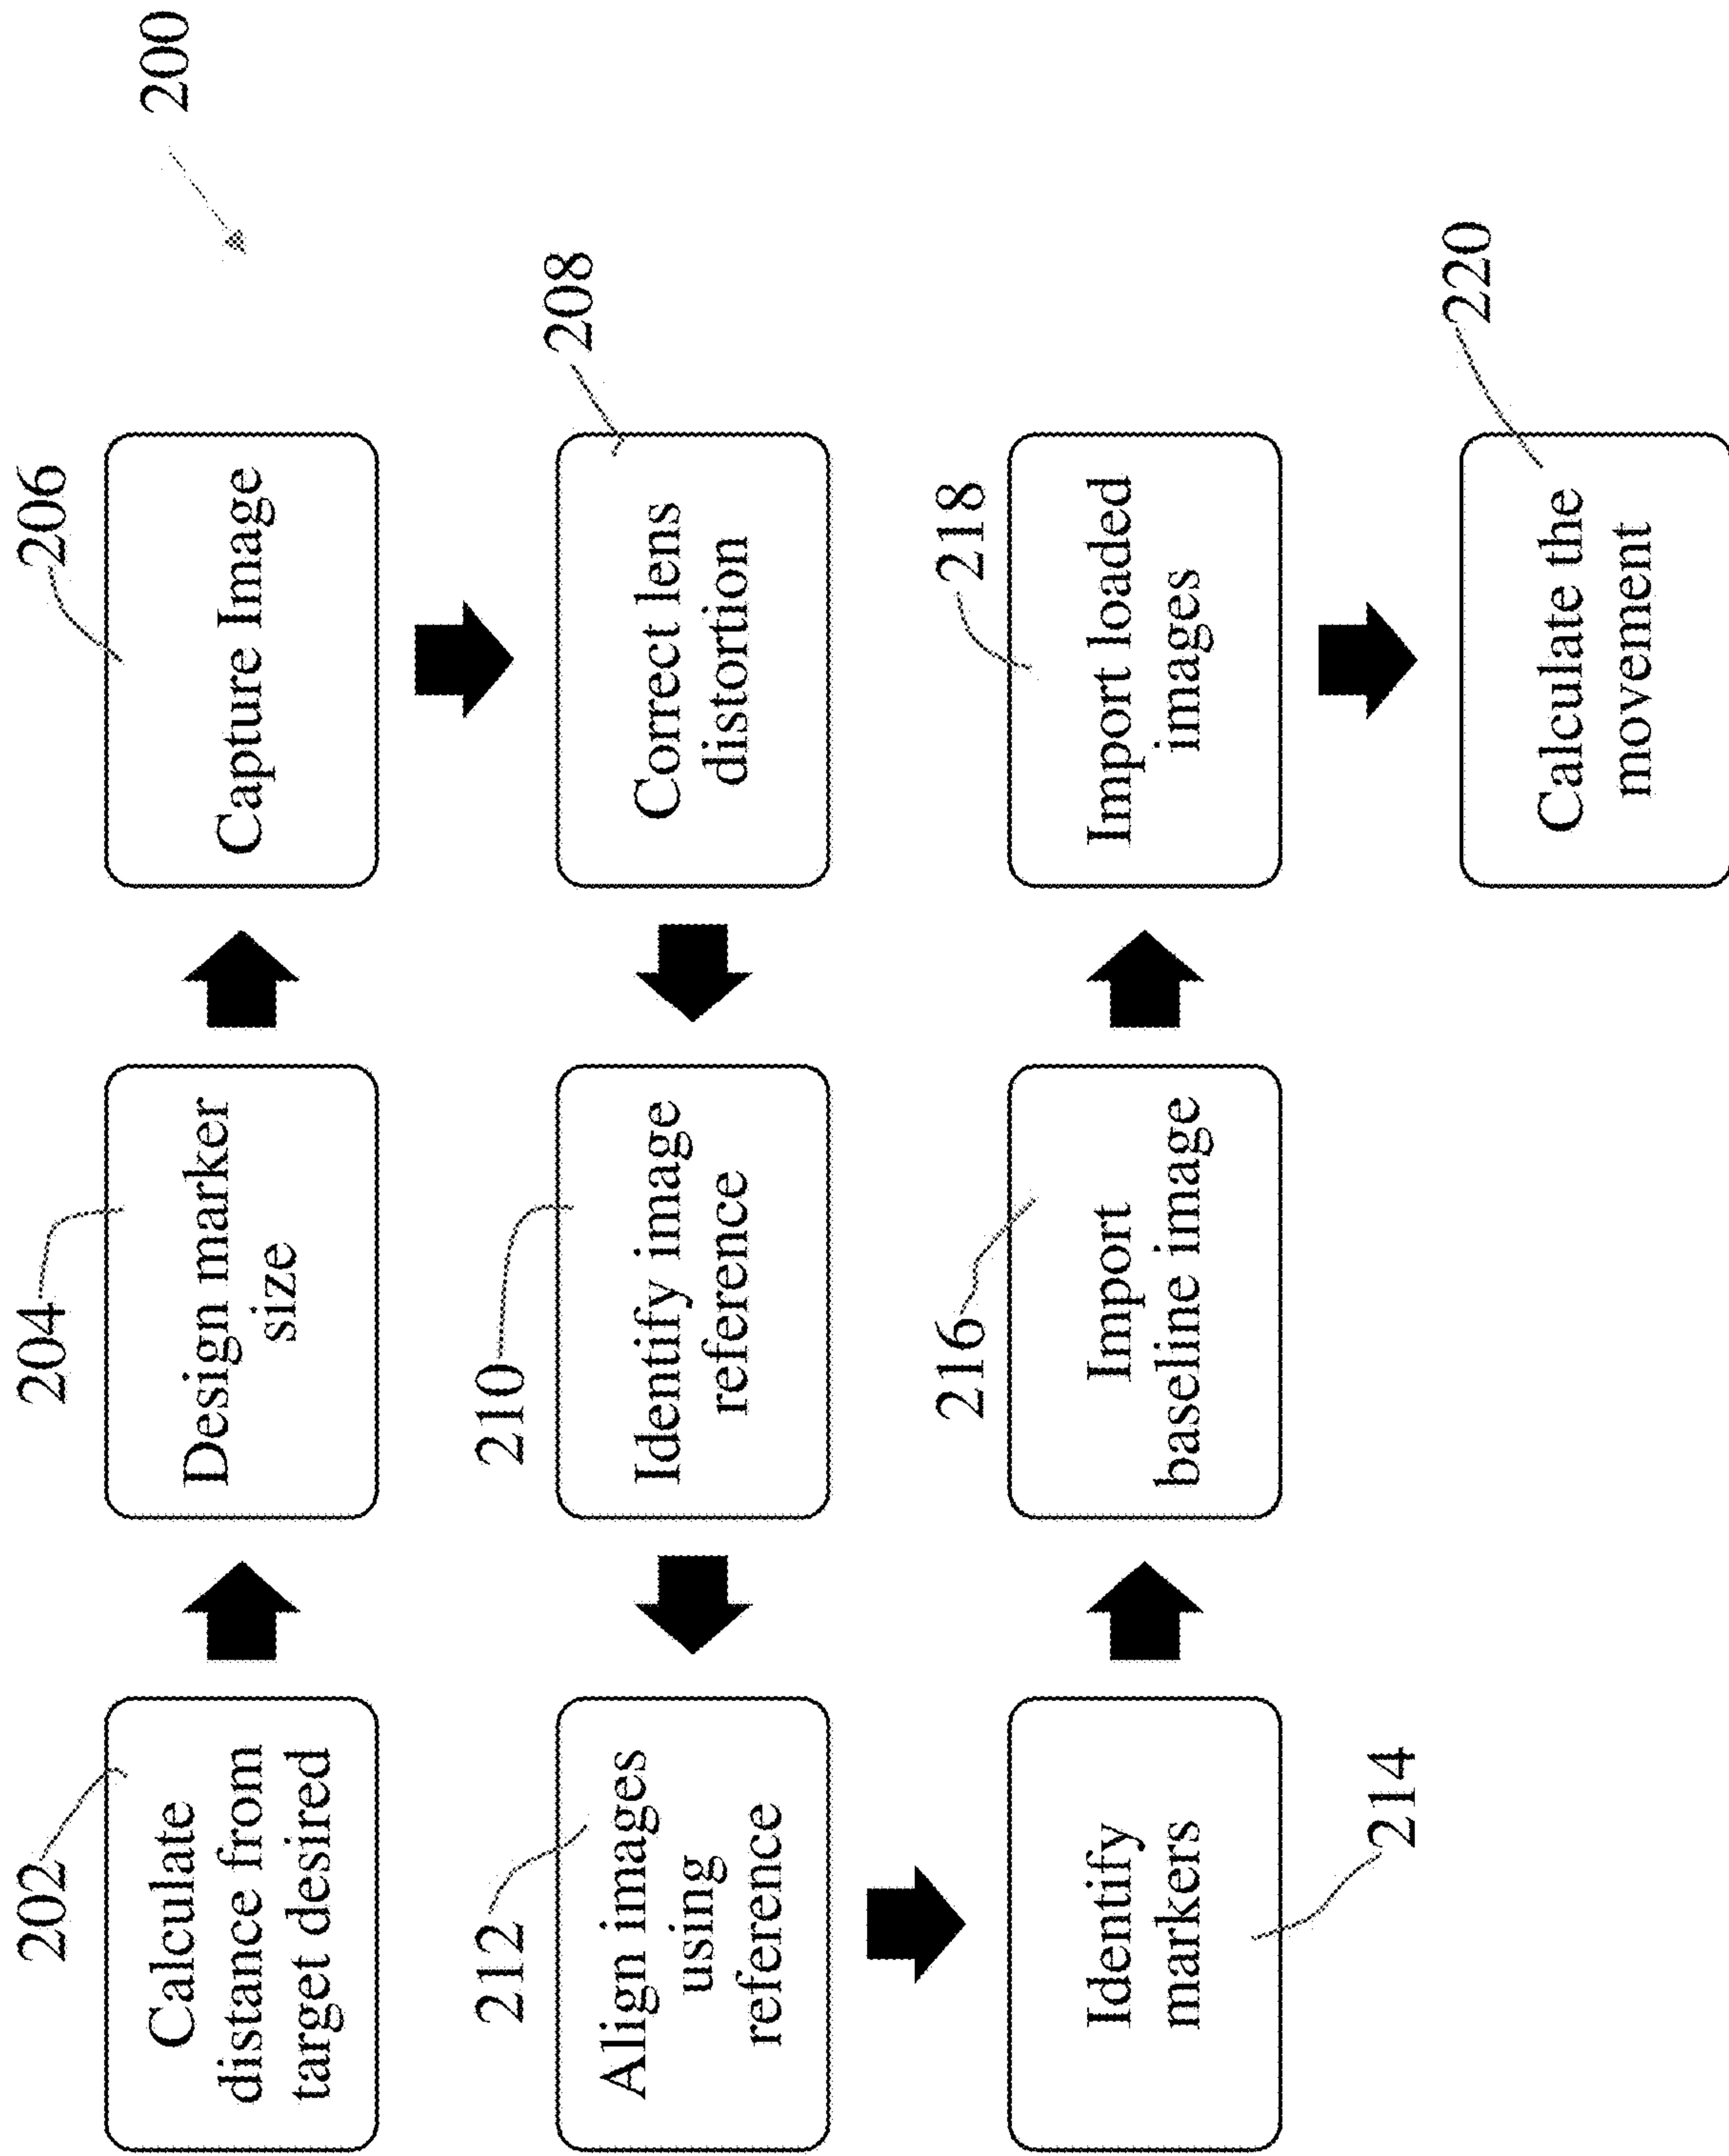 200
202
Calculate
distance from
target desired
204
Design marker
size
206
Capture Image
208
Correct lens
distortion
210
Identify image
reference
212
Align images
using
reference
214
Identify
markers
216
Import
baseline image
218
Import loaded
images
220
Calculate the
movement